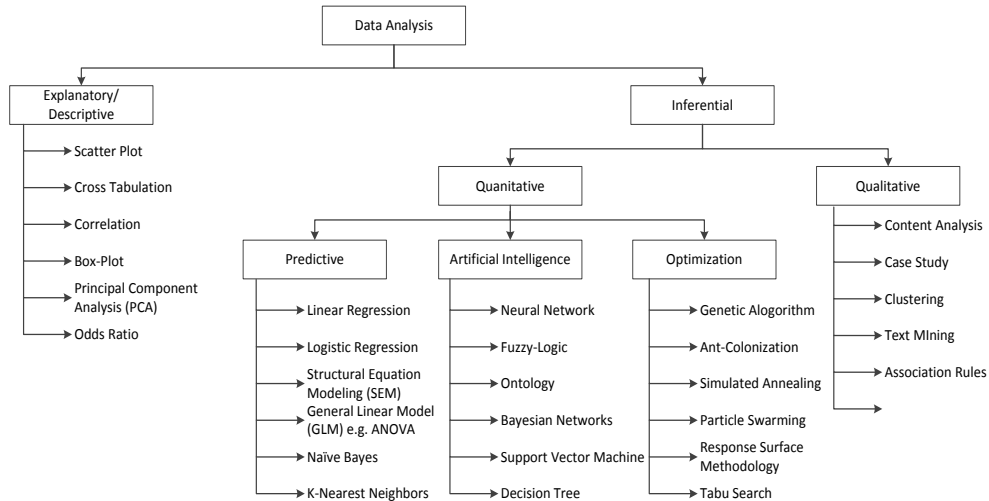 Data Analysis
Explanatory/
Descriptive
Scatter Plot
Cross Tabulation
Correlation
Box-Plot
Principal Component
Analysis (PCA)
Odds Ratio
Inferential
Quanitative
Predictive
Linear Regression
Logistic Regression
Structural Equation
Modeling (SEM)
General Linear Model
(GLM) e.g. ANOVA
Naïve Bayes
K-Nearest Neighbors
Artificial Intelligence
Neural Network
Fuzzy-Logic
Ontology
Bayesian Networks
Support Vector Machine
Decision Tree
Optimization
Genetic Alogorithm
Ant-Colonization
Simulated Annealing
Particle Swarming
Response Surface
Methodology
Tabu Search
Qualitative
Content Analysis
Case Study
Clustering
Text MIning
Association Rules